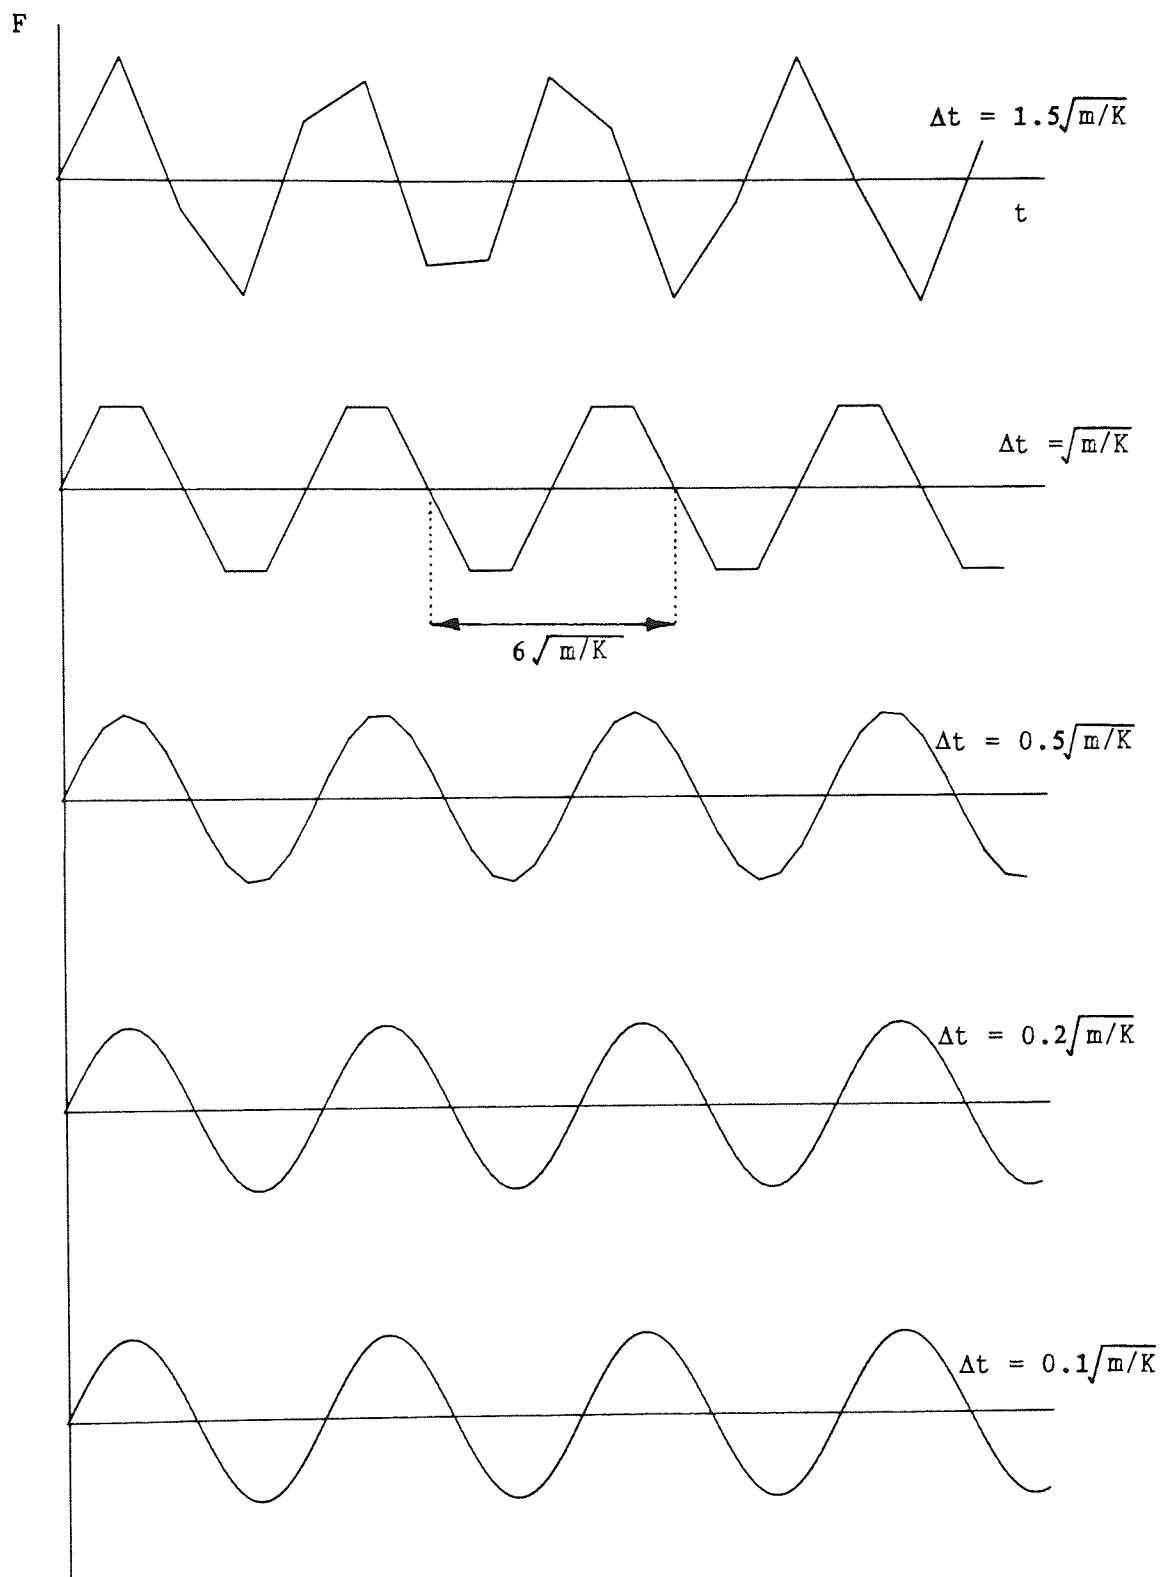 F
Δt = 1.5√m/K
t
Δt =√m/K
6√m/K
Δt = 0.5√m/K
Δt = 0.2√m/K
Δt = 0.1√m/K